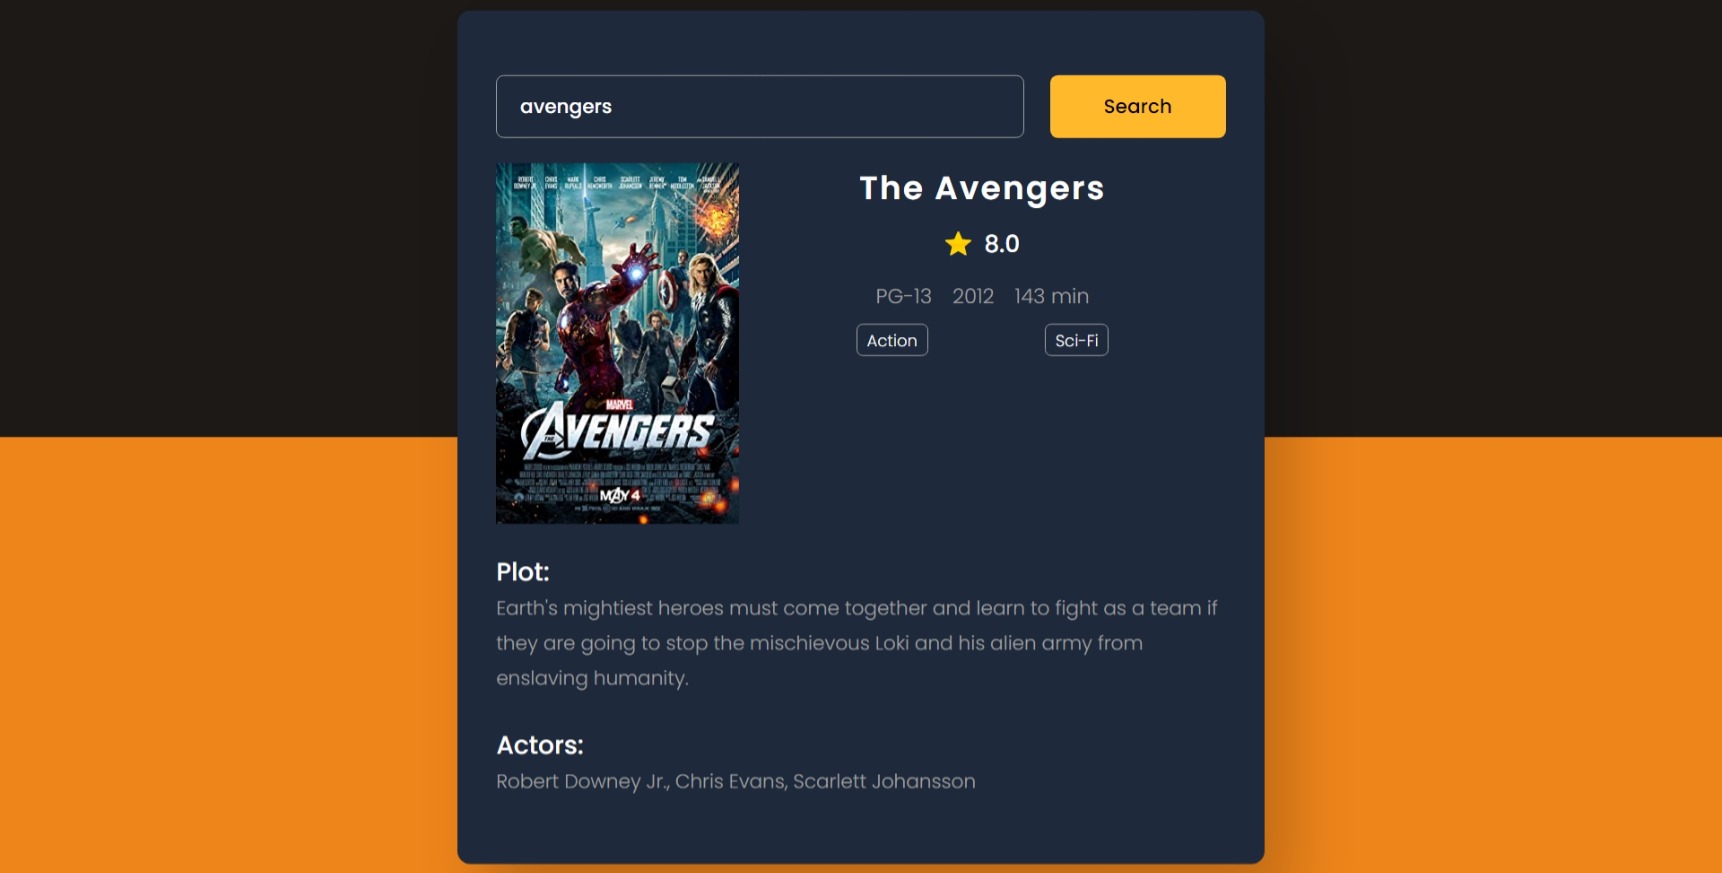 avengers
Search
ROBERT DOWNEY JR.
CHRIS EVANS
MARK RUFFALO
CHRIS HEMSWORTH
SCARLETT JOHANSSON
JEREMY RENNER
TOM HIDDLESTON
SAMUEL L. JACKSON
MARVEL
THE AVENGERS
MAY 4
The Avengers
8.0
PG-13 2012 143 min
Action Sci-Fi
Plot:
Earth's mightiest heroes must come together and learn to fight as a team if
they are going to stop the mischievous Loki and his alien army from
enslaving humanity.
Actors:
Robert Downey Jr., Chris Evans, Scarlett Johansson